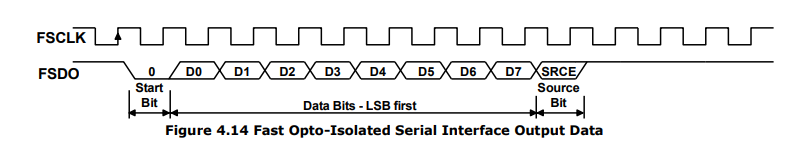 FSCLK
FSDO 0 D0 D1 D2 D3 D4 D5 D6 D7 SRCE
Start Bit
Data Bits - LSB first
Source Bit
Figure 4.14 Fast Opto-Isolated Serial Interface Output Data